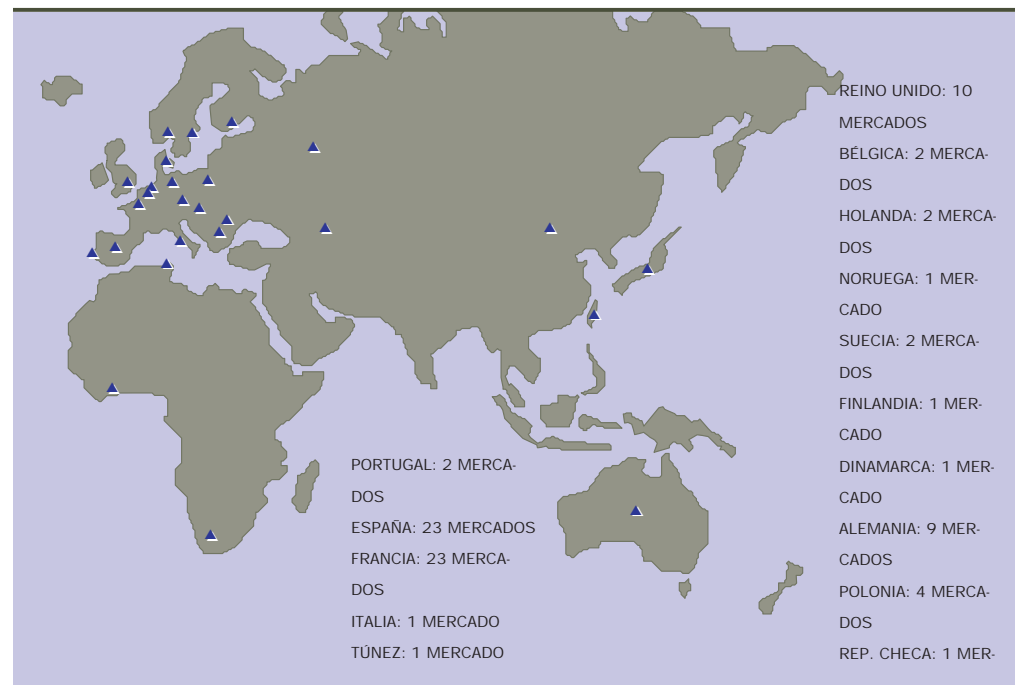 PORTUGAL: 2 MERCA-
DOS
ESPAÑA: 23 MERCADOS
FRANCIA: 23 MERCA-
DOS
ITALIA: 1 MERCADO
TÚNEZ: 1 MERCADO
REINO UNIDO: 10
MERCADOS
BÉLGICA: 2 MERCA-
DOS
HOLANDA: 2 MERCA-
DOS
NORUEGA: 1 MER-
CADO
SUECIA: 2 MERCA-
DOS
FINLANDIA: 1 MER-
CADO
DINAMARCA: 1 MER-
CADO
ALEMANIA: 9 MER-
CADOS
POLONIA: 4 MERCA-
DOS
REP. CHECA: 1 MER-